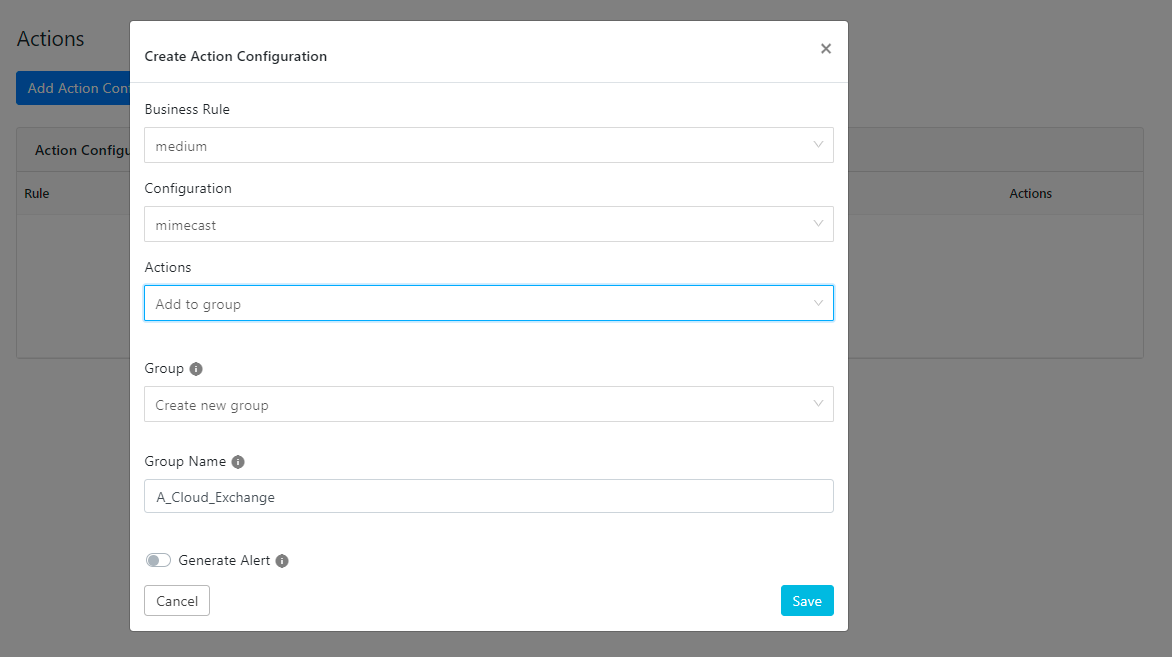 Actions
Add Action Con
Action Configu
Rule
Actions
Create Action Configuration
×
Business Rule
medium
Configuration
mimecast
Actions
Add to group
Group
Create new group
Group Name
A_Cloud_Exchange
Generate Alert
Cancel
Save